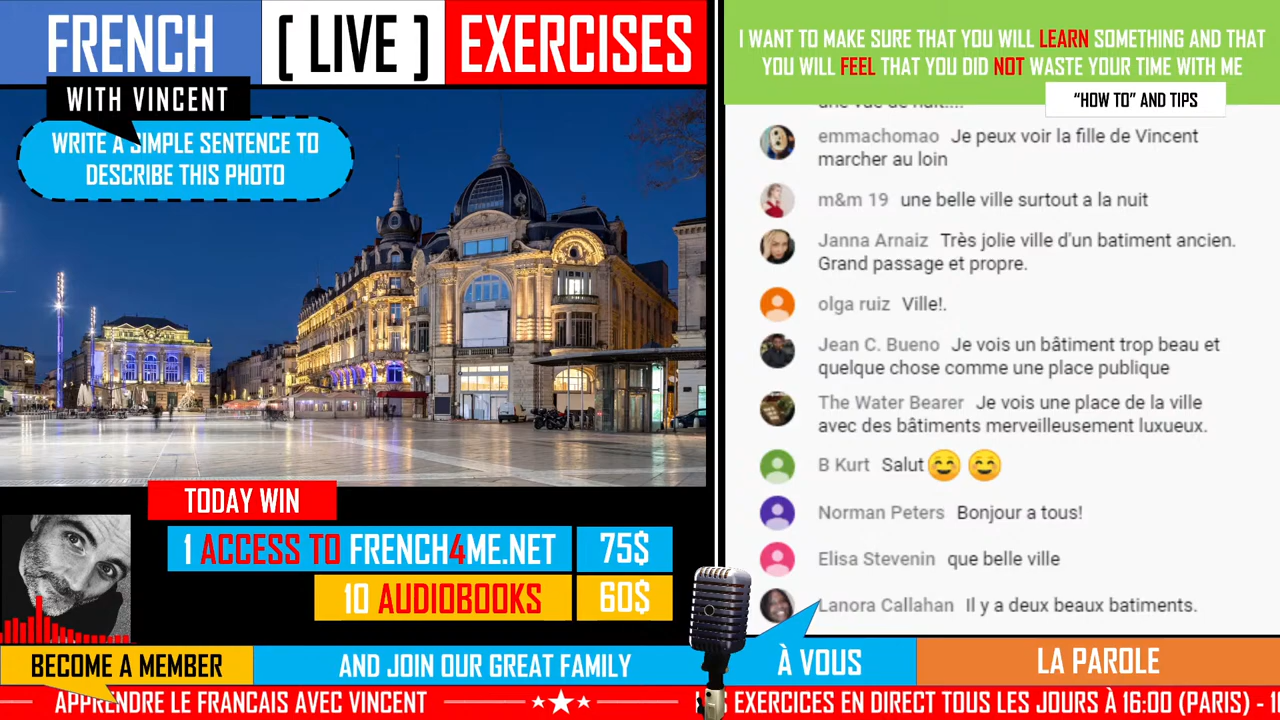 FRENCH
[ LIVE ]
EXERCISES
WITH VINCENT
WRITE A SIMPLE SENTENCE TO
DESCRIBE THIS PHOTO
TODAY WIN
1 ACCESS TO FRENCH4ME.NET
75$
10 AUDIOBOOKS
60$
I WANT TO MAKE SURE THAT YOU WILL LEARN SOMETHING AND THAT
YOU WILL FEEL THAT YOU DID NOT WASTE YOUR TIME WITH ME
“HOW TO” AND TIPS
emmachomao Je peux voir la fille de Vincent
marcher au loin
m&m 19 une belle ville surtout a la nuit
Janna Arnaiz Très jolie ville d'un batiment ancien.
Grand passage et propre.
olga ruiz Ville!.
Jean C. Bueno Je vois un bâtiment trop beau et
quelque chose comme une place publique
The Water Bearer Je vois une place de la ville
avec des bâtiments merveilleusement luxueux.
B Kurt Salut
Norman Peters Bonjour a tous!
Elisa Stevenin que belle ville
Lanora Callahan Il y a deux beaux batiments.
BECOME A MEMBER
AND JOIN OUR GREAT FAMILY
À VOUS
LA PAROLE
APPRENDRE LE FRANCAIS AVEC VINCENT
EXERCICES EN DIRECT TOUS LES JOURS À 16:00 (PARIS) -